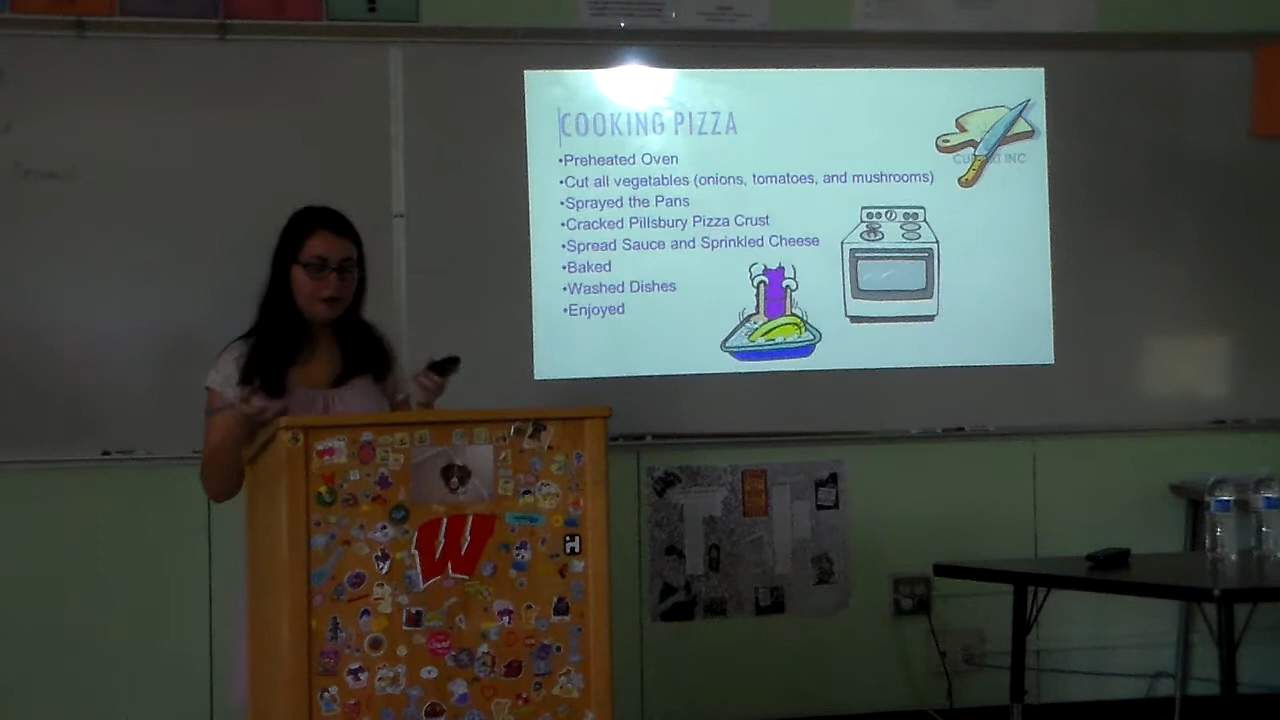 COOKING PIZZA
•Preheated Oven
•Cut all vegetables (onions, tomatoes, and mushrooms)
•Sprayed the Pans
•Cracked Pillsbury Pizza Crust
•Spread Sauce and Sprinkled Cheese
•Baked
•Washed Dishes
•Enjoyed
W
H